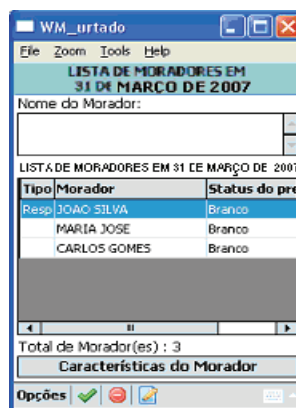 WM_urtado
File Zoom Tools Help
LISTA DE MORADORES EM
31 DE MARÇO DE 2007
Nome do Morador:
LISTA DE MORADORES EM 31 DE MARÇO DE 2007
Tipo Morador Status do pre
Resp JOAO SILVA Branco
MARIA JOSE Branco
CARLOS GOMES Branco
Total de Morador(es) : 3
Características do Morador
Opções